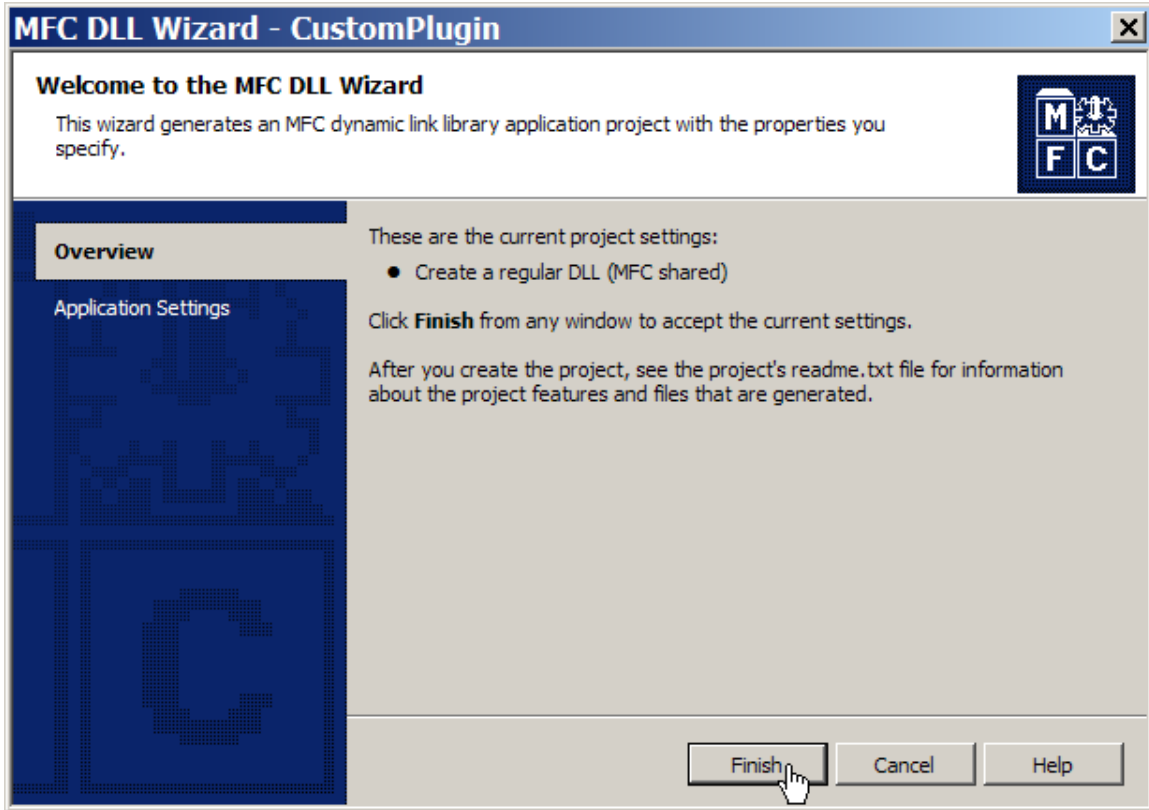 MFC DLL Wizard - CustomPlugin
Welcome to the MFC DLL Wizard
This wizard generates an MFC dynamic link library application project with the properties you
specify.
M
F C
Overview
Application Settings
These are the current project settings:
● Create a regular DLL (MFC shared)
Click Finish from any window to accept the current settings.
After you create the project, see the project's readme.txt file for information
about the project features and files that are generated.
C
Finish
Cancel
Help